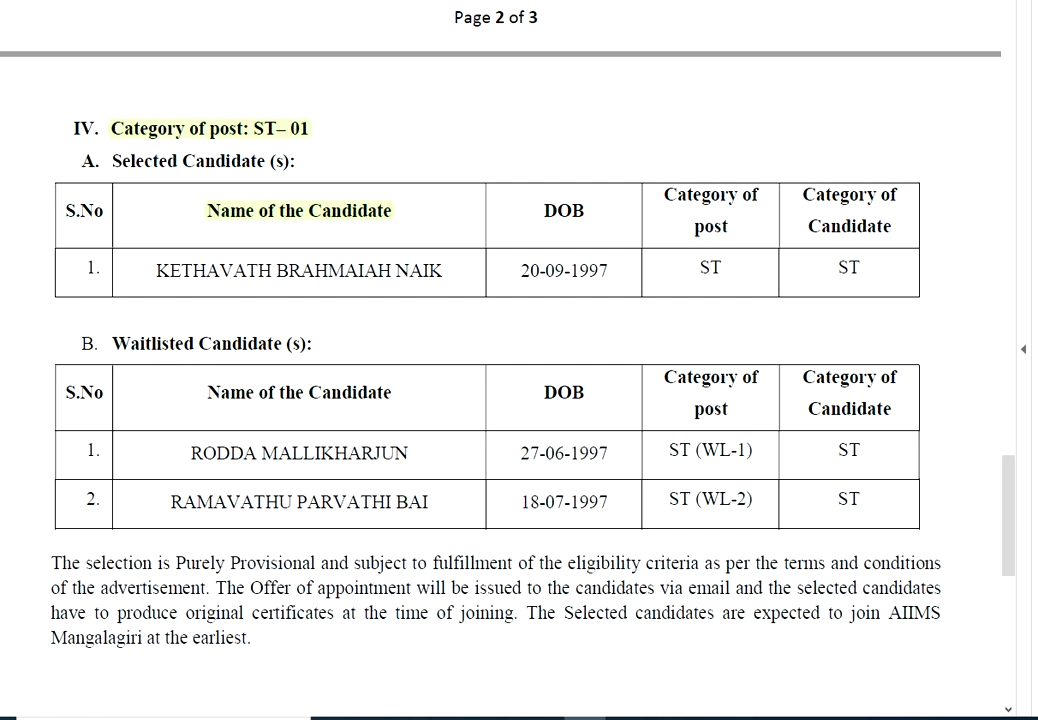 Page 2 of 3
IV. Category of post: ST– 01
A. Selected Candidate (s):
S.No Name of the Candidate DOB Category of post Category of Candidate
1. KETHAVATH BRAHMAIAH NAIK 20-09-1997 ST ST
B. Waitlisted Candidate (s):
S.No Name of the Candidate DOB Category of post Category of Candidate
1. RODDA MALLIKHARJUN 27-06-1997 ST (WL-1) ST
2. RAMAVATHU PARVATHI BAI 18-07-1997 ST (WL-2) ST
The selection is Purely Provisional and subject to fulfillment of the eligibility criteria as per the terms and conditions
of the advertisement. The Offer of appointment will be issued to the candidates via email and the selected candidates
have to produce original certificates at the time of joining. The Selected candidates are expected to join AIIMS
Mangalagiri at the earliest.